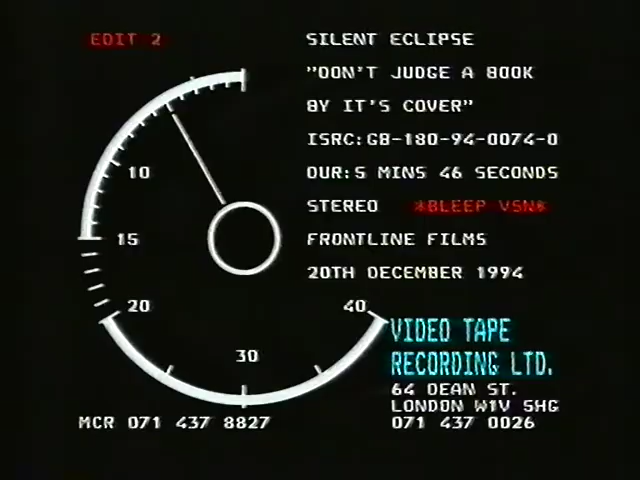 EDIT 2
SILENT ECLIPSE
"DON'T JUDGE A BOOK
BY IT'S COVER"
ISRC:GB-180-94-0074-0
DUR:5 MINS 46 SECONDS
STEREO *BLEEP VSN*
FRONTLINE FILMS
20TH DECEMBER 1994
10
15
20
30
40
VIDEO TAPE
RECORDING LTD.
64 DEAN ST.
LONDON W1V 5HG
071 437 0026
MCR 071 437 8827